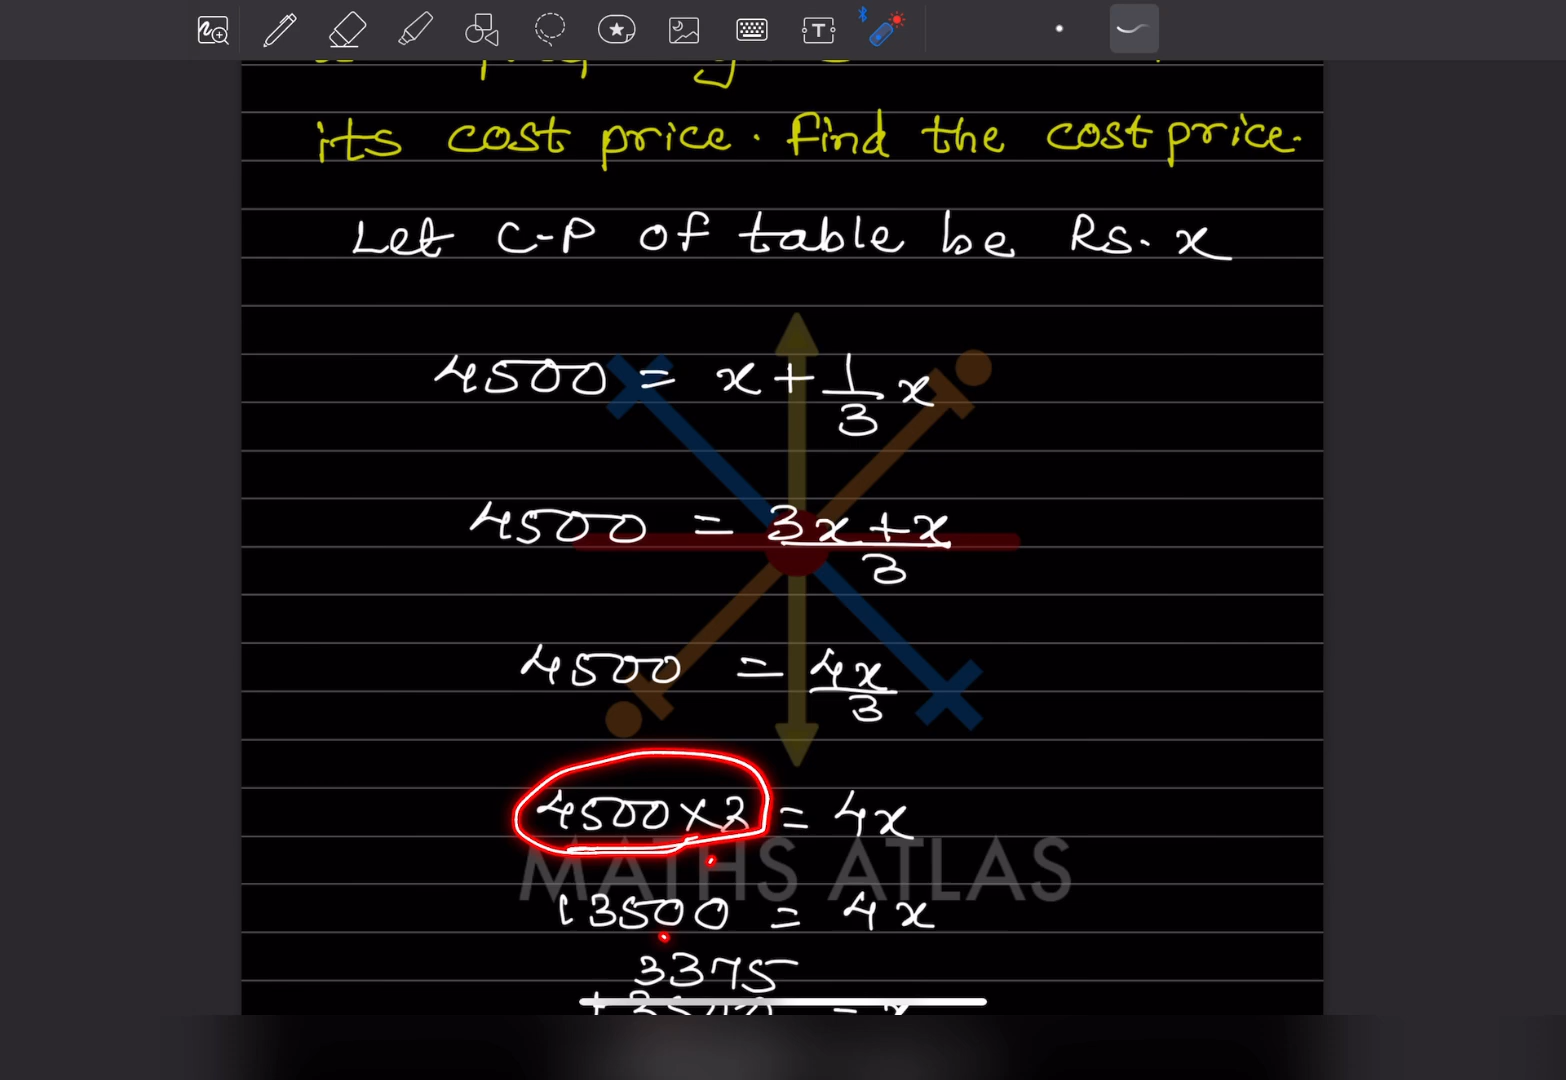 its cost price. find the cost price.
Let C-P of table be Rs. x
4500 = x + 1/3 x
4500 = 3x + x / 3
4500 = 4x / 3
4500 × 3 = 4x
MATHS ATLAS
13500 = 4x
3375